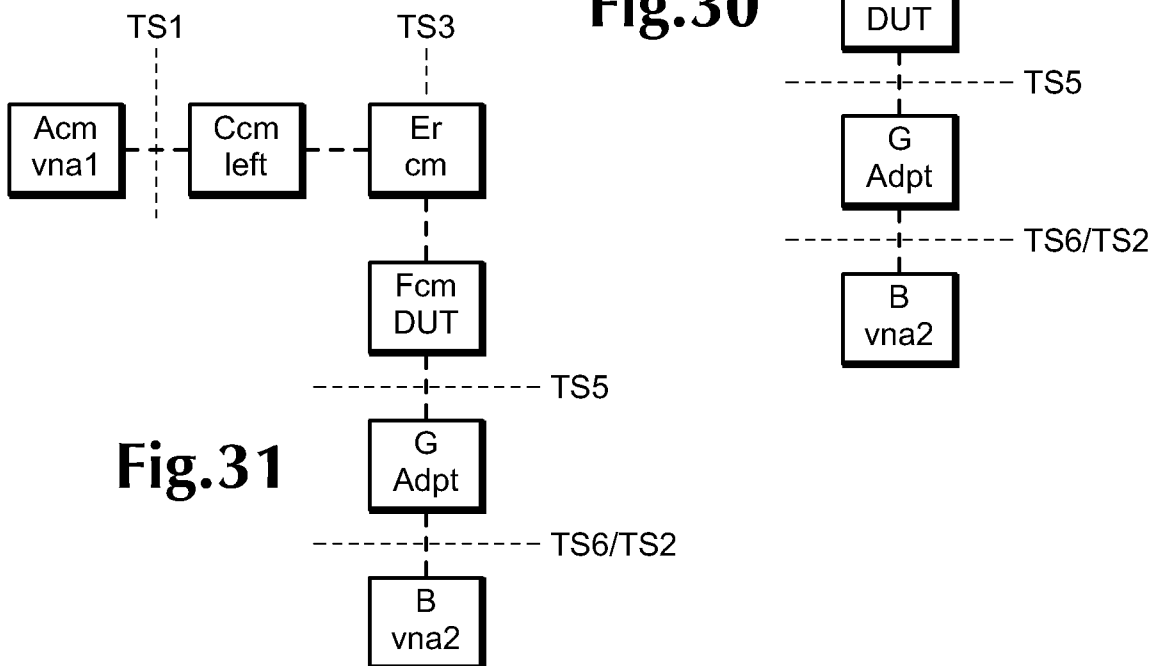 TS1
TS3
Acm
vna1
Ccm
left
Er
cm
Fcm
DUT
TS5
G
Adpt
TS6/TS2
B
vna2
Fig.31
Fig.30
DUT
TS5
G
Adpt
TS6/TS2
B
vna2